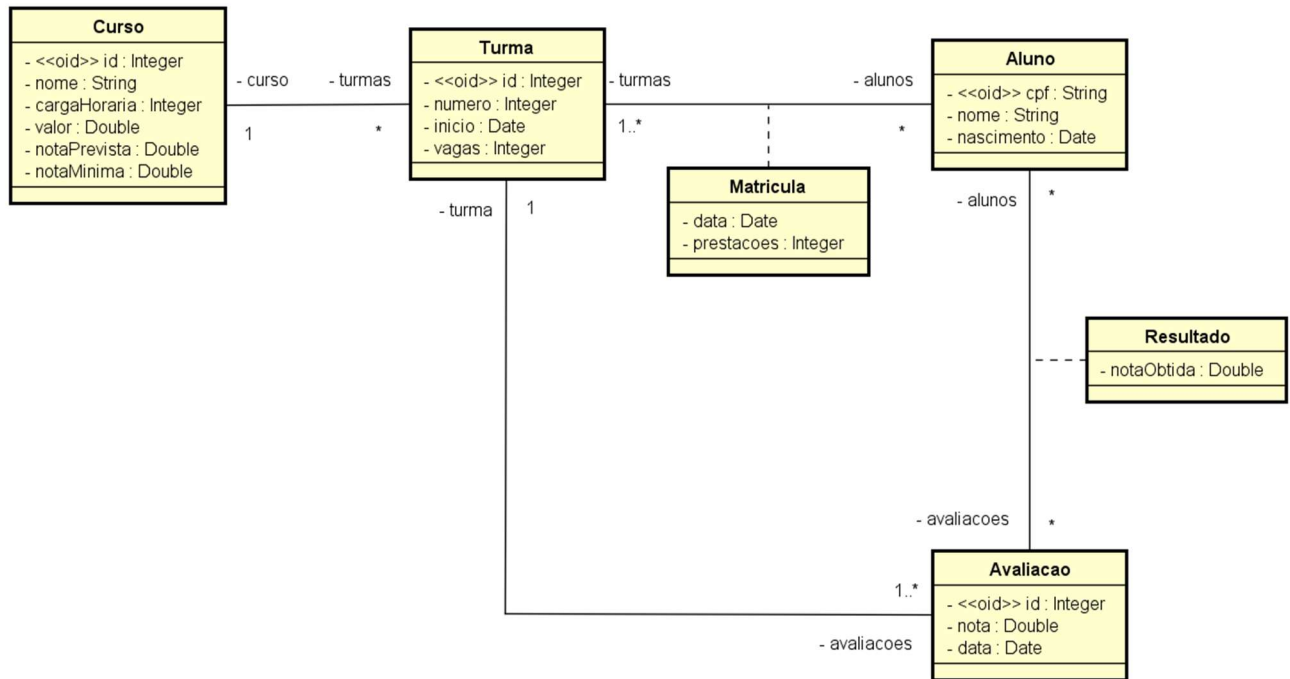 Curso
- <<oid>> id : Integer
- nome : String
- cargaHoraria : Integer
- valor : Double
- notaPrevista : Double
- notaMinima : Double
- curso
1
- turmas
*
Turma
- <<oid>> id : Integer
- numero : Integer
- inicio : Date
- vagas : Integer
- turmas
1..*
- alunos
*
Aluno
- <<oid>> cpf : String
- nome : String
- nascimento : Date
Matricula
- data : Date
- prestacoes : Integer
- turma
1
- alunos
*
Resultado
- notaObtida : Double
- avaliacoes
*
1..*
- avaliacoes
Avaliacao
- <<oid>> id : Integer
- nota : Double
- data : Date